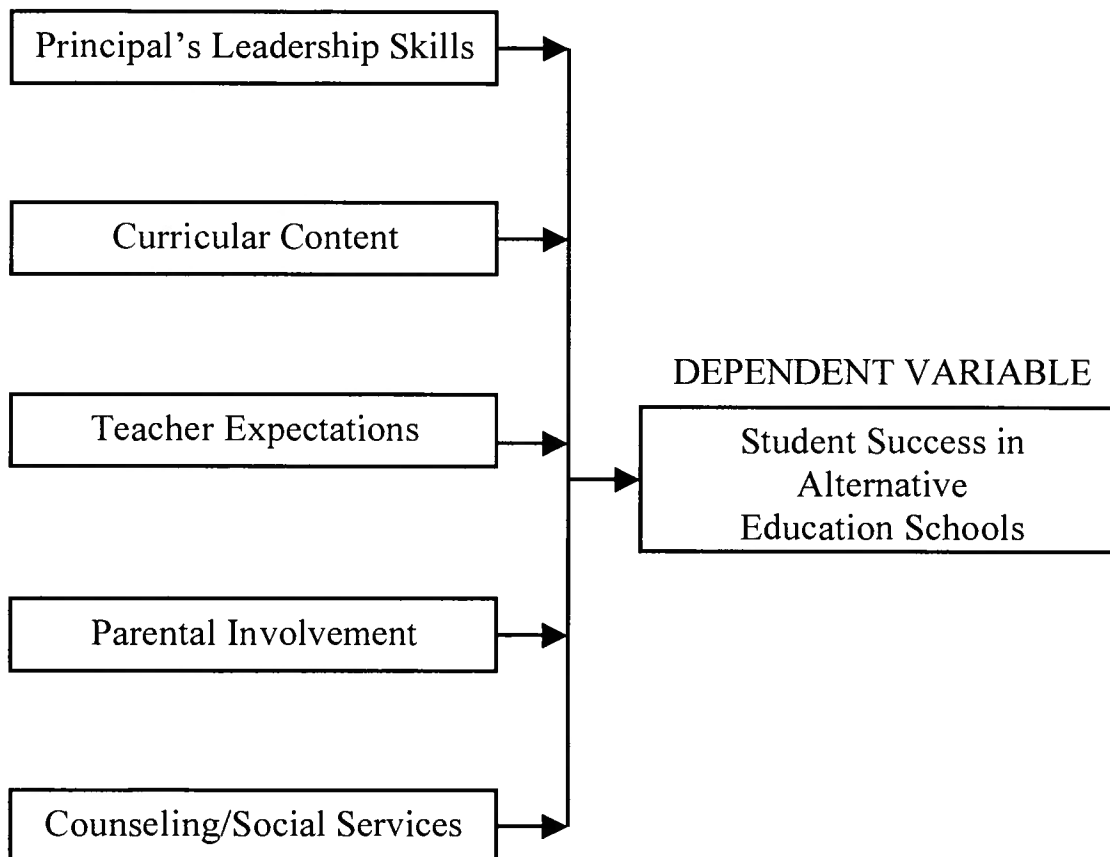 Principal's Leadership Skills
Curricular Content
Teacher Expectations
Parental Involvement
Counseling/Social Services
DEPENDENT VARIABLE
Student Success in
Alternative
Education Schools